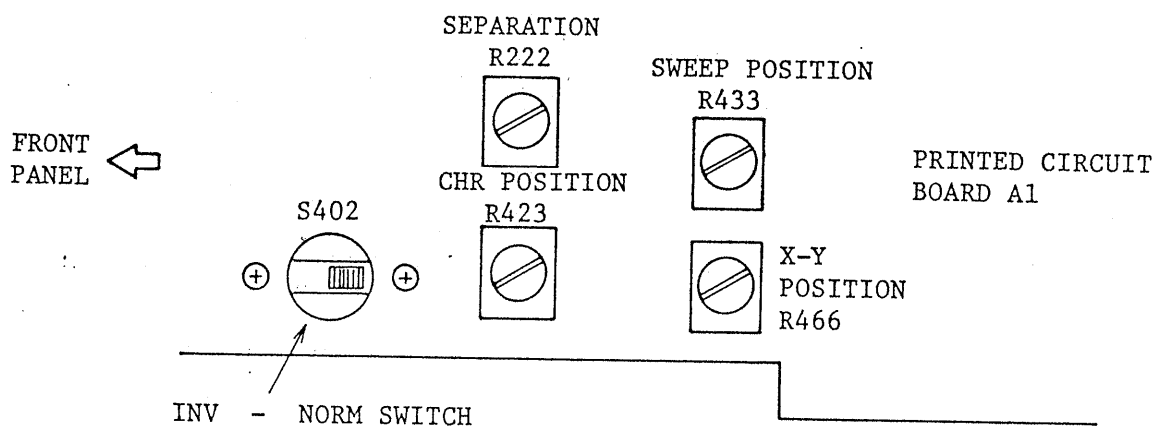 SEPARATION
R222
SWEEP POSITION
R433
FRONT
PANEL
PRINTED CIRCUIT
BOARD A1
CHR POSITION
R423
S402
X-Y
POSITION
R466
INV - NORM SWITCH